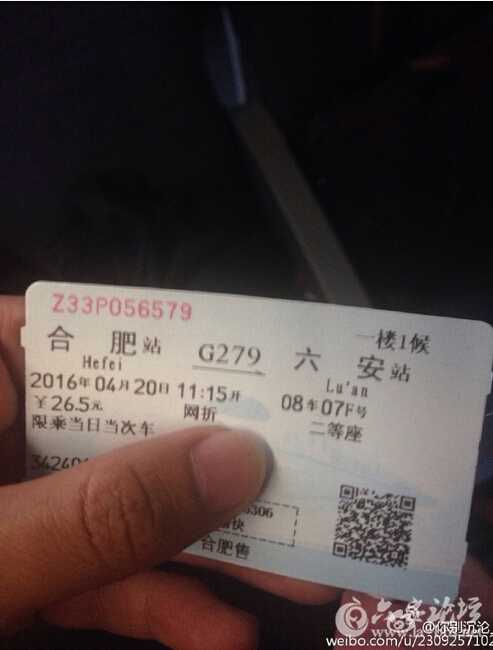 Z33P056579
一楼1候
合肥站 G279 六安站
Hefei Lu'an
2016年04月20日 11:15开 08车07F号
￥26.5元 网折 二等座
限乘当日当次车
合肥售
@你别沉沦
weibo.com/u/230925710